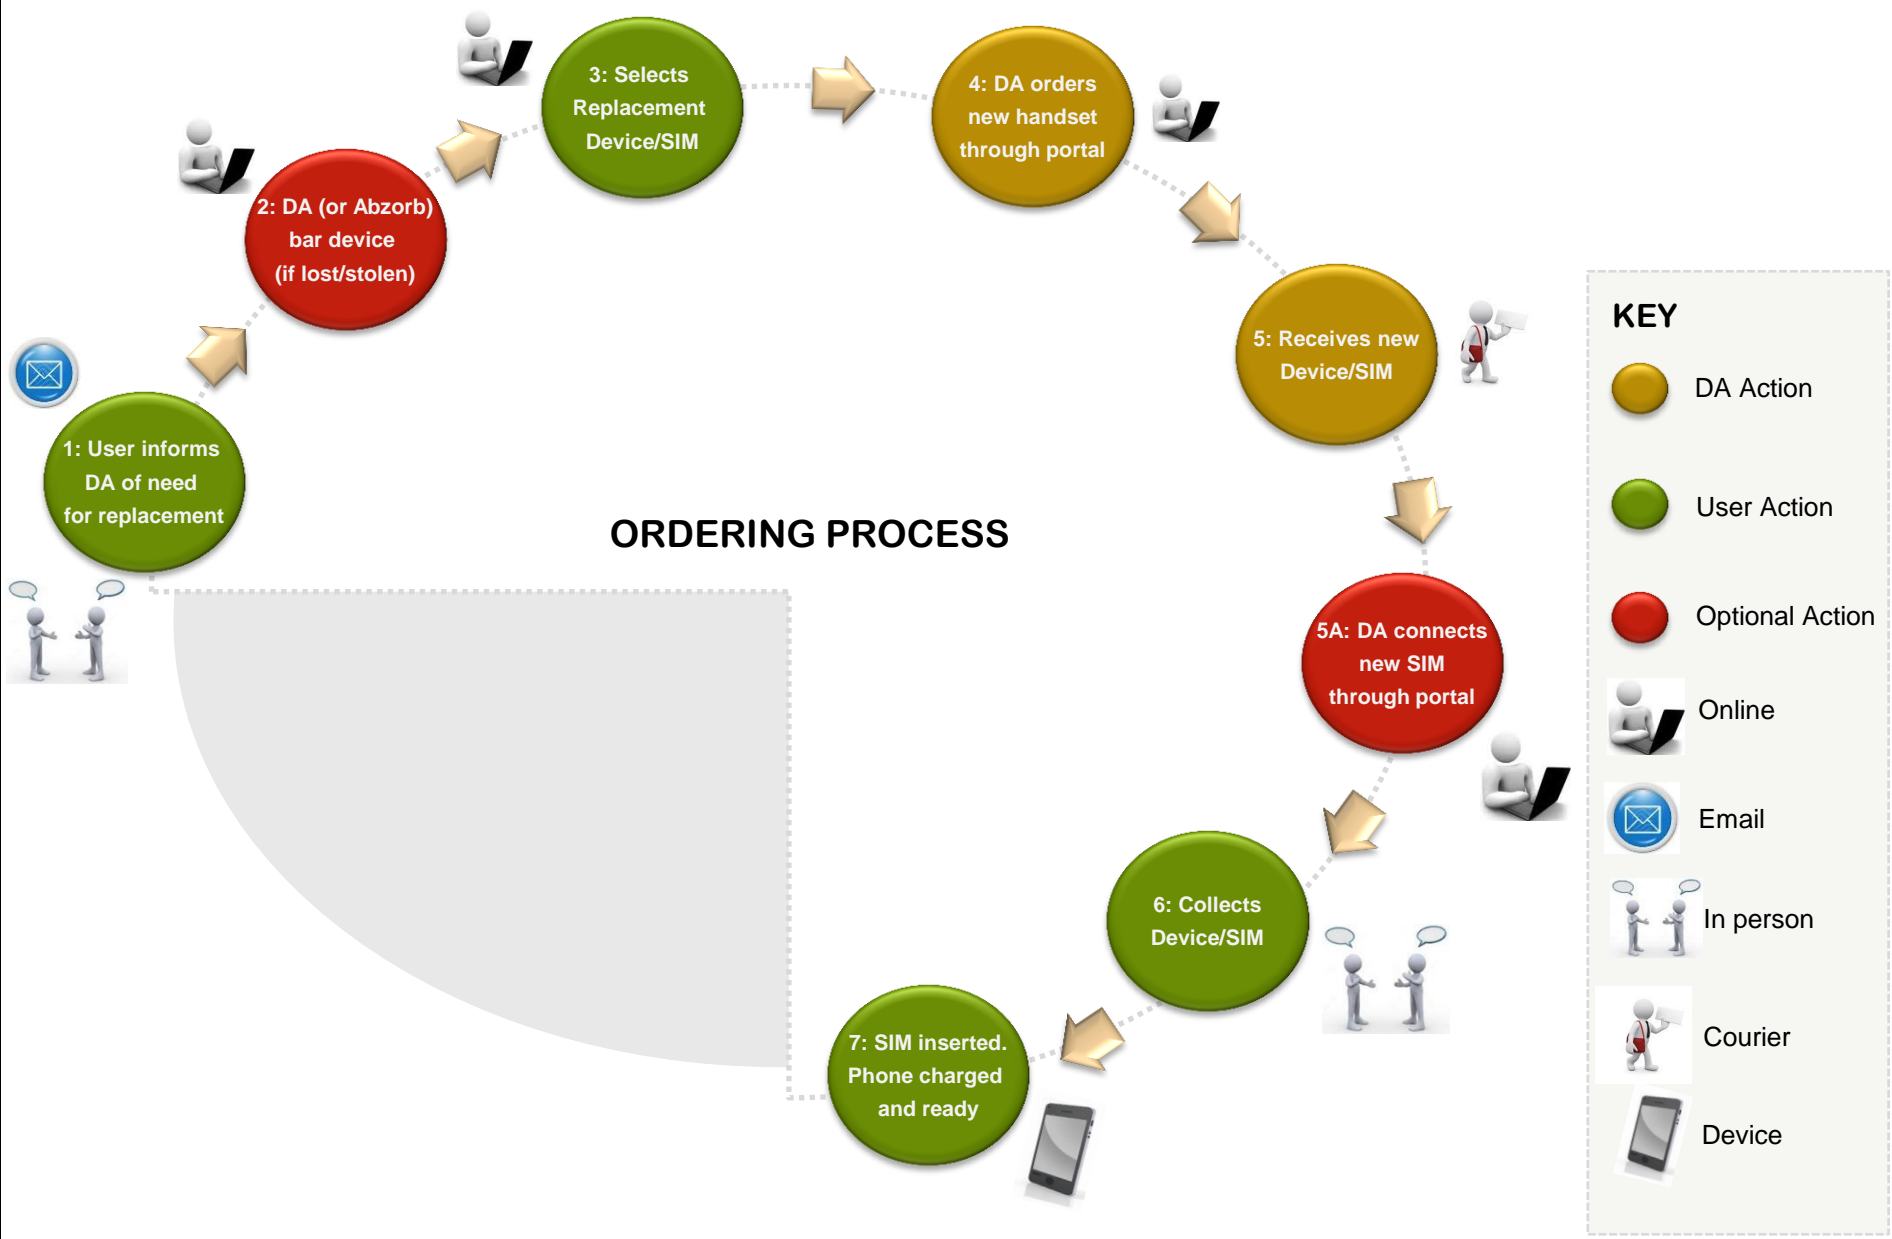 3: Selects
Replacement
Device/SIM
4: DA orders
new handset
through portal
2: DA (or Abzorb)
bar device
(if lost/stolen)
5: Receives new
Device/SIM
1: User informs
DA of need
for replacement
ORDERING PROCESS
5A: DA connects
new SIM
through portal
6: Collects
Device/SIM
7: SIM inserted.
Phone charged
and ready
KEY
DA Action
User Action
Optional Action
Online
Email
In person
Courier
Device